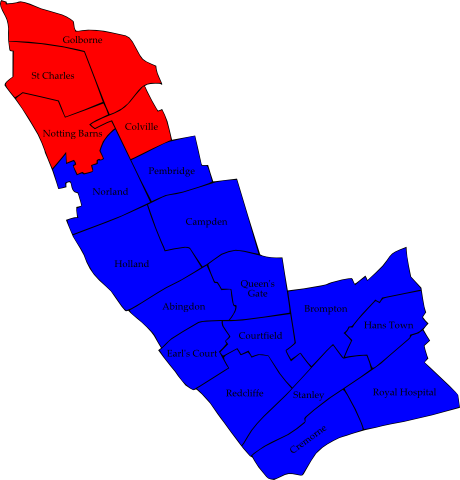 Golborne
St Charles
Notting Barns
Colville
Pembridge
Norland
Campden
Holland
Queen's
Gate
Abingdon
Brompton
Hans Town
Courtfield
Earl's Court
Redcliffe
Stanley
Royal Hospital
Cremorne